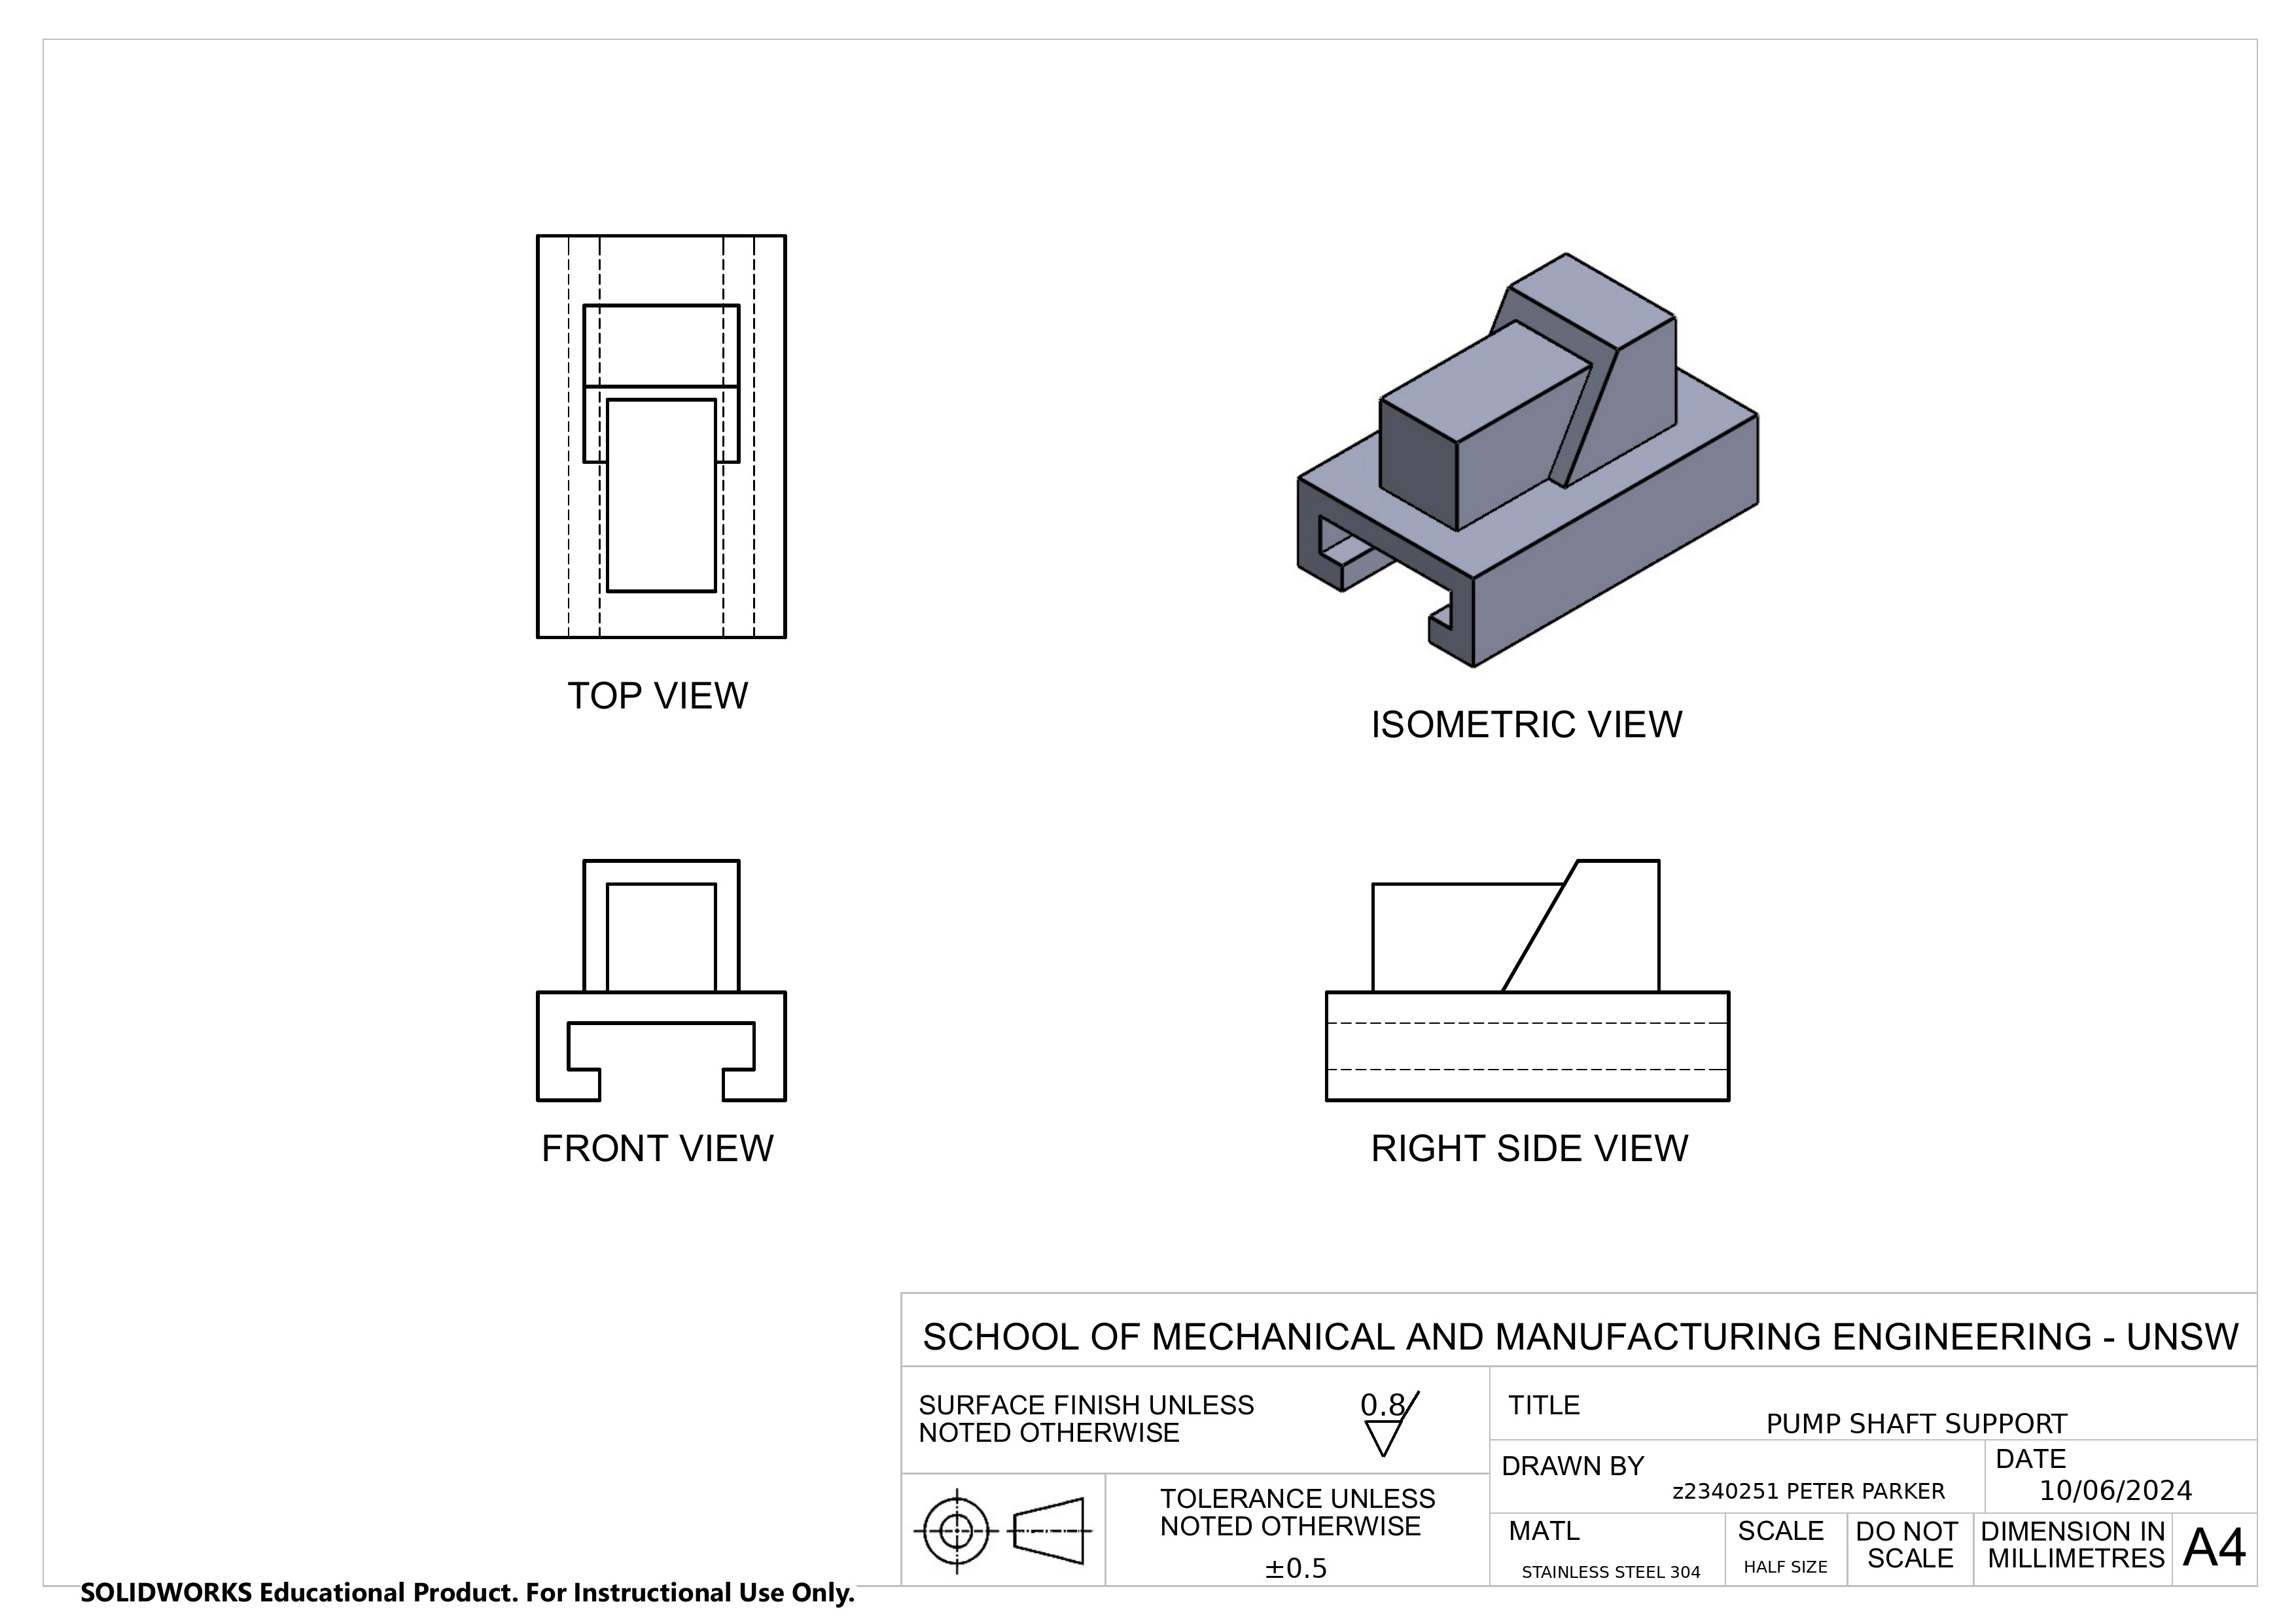 TOP VIEW
ISOMETRIC VIEW
FRONT VIEW
RIGHT SIDE VIEW
SCHOOL OF MECHANICAL AND MANUFACTURING ENGINEERING - UNSW
SURFACE FINISH UNLESS
NOTED OTHERWISE
0.8
TITLE
PUMP SHAFT SUPPORT
DRAWN BY
z2340251 PETER PARKER
DATE
10/06/2024
TOLERANCE UNLESS
NOTED OTHERWISE
±0.5
MATL
STAINLESS STEEL 304
SCALE
HALF SIZE
DO NOT
SCALE
DIMENSION IN
MILLIMETRES
A4
SOLIDWORKS Educational Product. For Instructional Use Only.